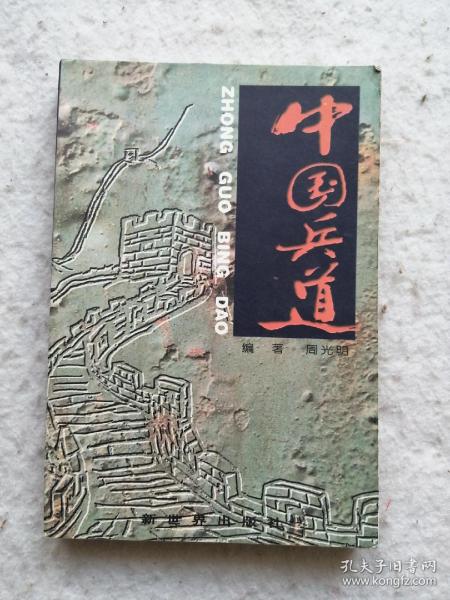 中国兵道
ZHONG GUO BING DAO
编 著 周光明
新世界出版社
孔夫子旧书网
www.kongfz.com